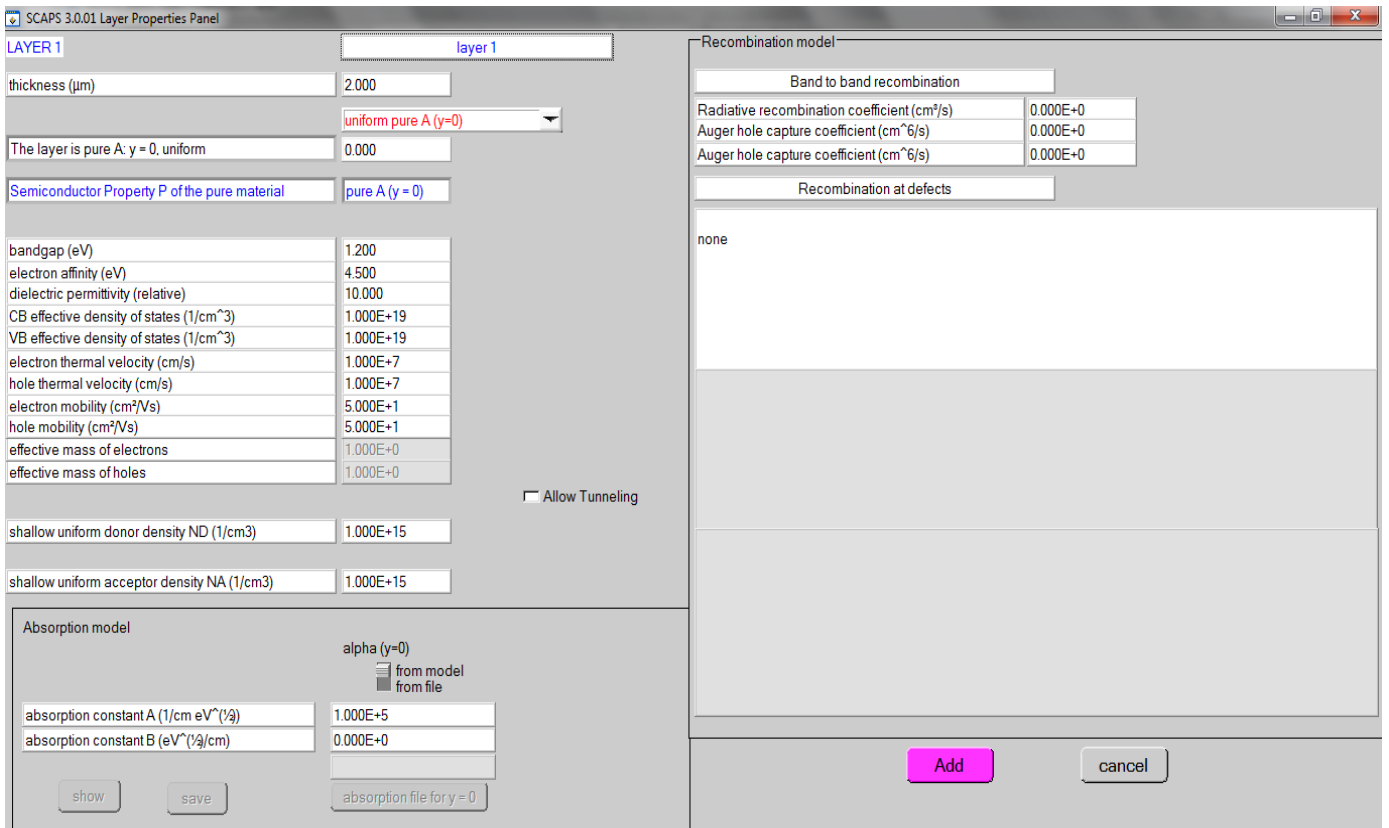 SCAPS 3.0.01 Layer Properties Panel
LAYER 1
layer 1
thickness (µm)
2.000
uniform pure A (y=0)
The layer is pure A: y = 0, uniform
0.000
Semiconductor Property P of the pure material
pure A (y = 0)
bandgap (eV)
1.200
electron affinity (eV)
4.500
dielectric permittivity (relative)
10.000
CB effective density of states (1/cm^3)
1.000E+19
VB effective density of states (1/cm^3)
1.000E+19
electron thermal velocity (cm/s)
1.000E+7
hole thermal velocity (cm/s)
1.000E+7
electron mobility (cm²/Vs)
5.000E+1
hole mobility (cm²/Vs)
5.000E+1
effective mass of electrons
1.000E+0
effective mass of holes
1.000E+0
Allow Tunneling
shallow uniform donor density ND (1/cm3)
1.000E+15
shallow uniform acceptor density NA (1/cm3)
1.000E+15
Absorption model
alpha (y=0)
from model
from file
absorption constant A (1/cm eV^(½))
1.000E+5
absorption constant B (eV^(½)/cm)
0.000E+0
show
save
absorption file for y = 0
Recombination model
Band to band recombination
Radiative recombination coefficient (cm³/s)
0.000E+0
Auger hole capture coefficient (cm^6/s)
0.000E+0
Auger hole capture coefficient (cm^6/s)
0.000E+0
Recombination at defects
none
Add
cancel